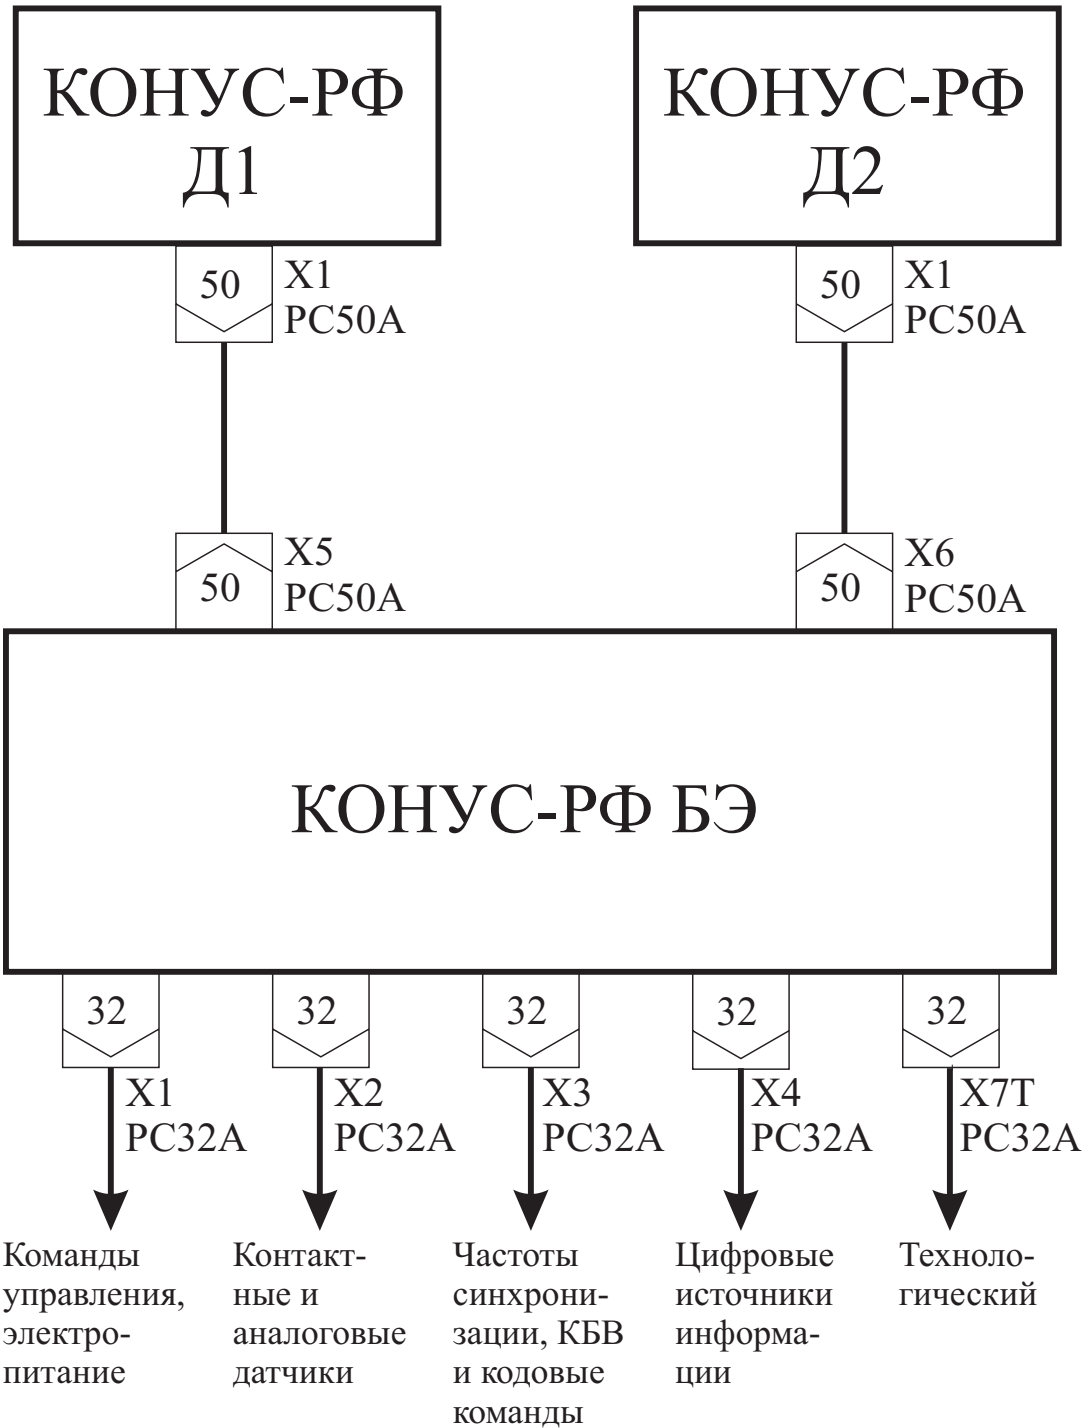 КОНУС-РФ
Д1
КОНУС-РФ
Д2
50
X1
РС50А
50
X1
РС50А
X5
РС50А
50
X6
РС50А
50
КОНУС-РФ БЭ
32
X1
РС32А
32
X2
РС32А
32
X3
РС32А
32
X4
РС32А
32
X7Т
РС32А
Команды
управления,
электро-
питание
Контакт-
ные и
аналоговые
датчики
Частоты
синхрони-
зации, КБВ
и кодовые
команды
Цифровые
источники
информа-
ции
Техноло-
гический